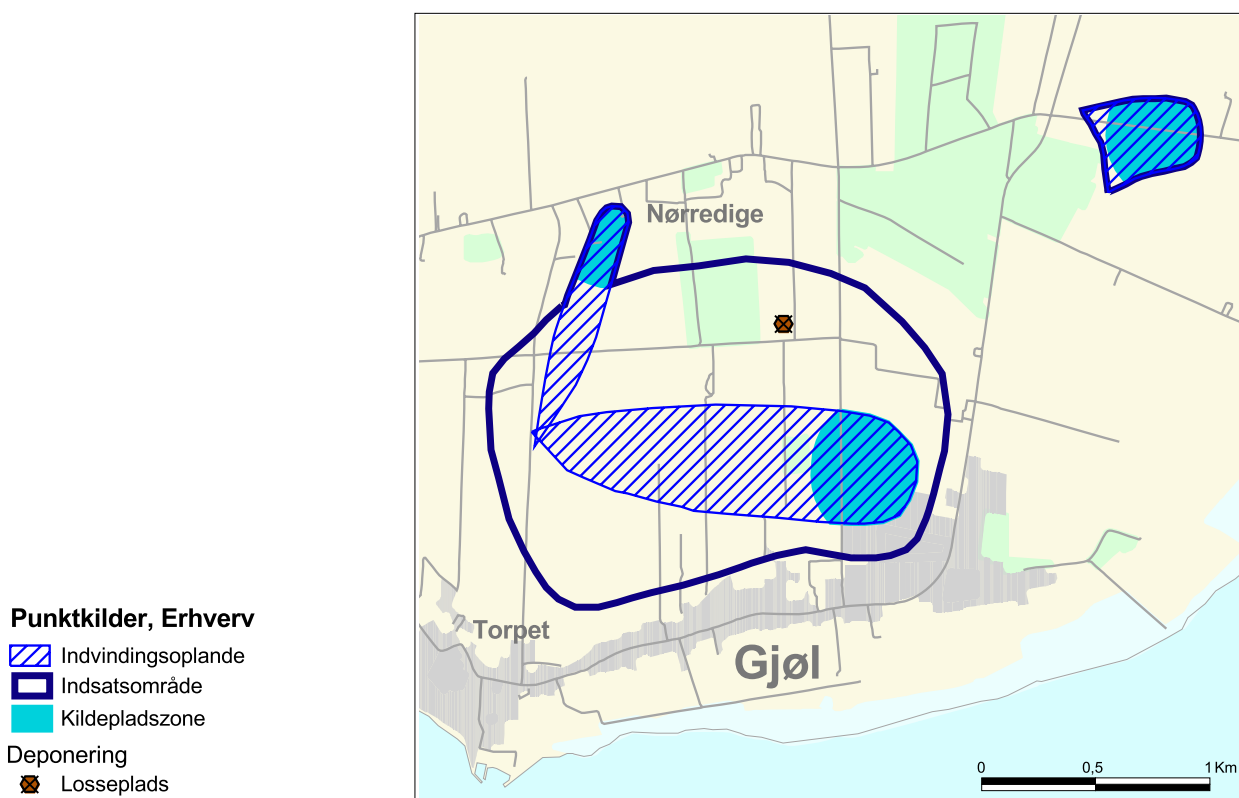 Nørredige
Punktkilder, Erhverv
Indvindingsoplande
Indsatsområde
Kildepladszone
Deponering
Losseplads
Torpet
Gjøl
0 0,5 1 Km